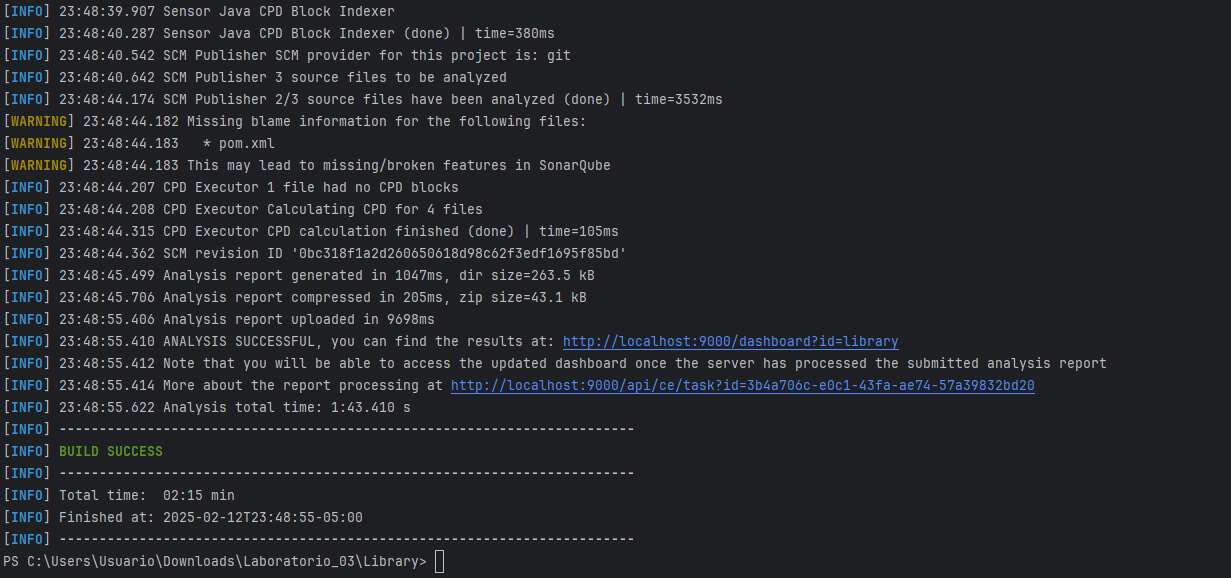 [INFO] 23:48:39.907 Sensor Java CPD Block Indexer
[INFO] 23:48:40.287 Sensor Java CPD Block Indexer (done) | time=380ms
[INFO] 23:48:40.542 SCM Publisher SCM provider for this project is: git
[INFO] 23:48:40.642 SCM Publisher 3 source files to be analyzed
[INFO] 23:48:44.174 SCM Publisher 2/3 source files have been analyzed (done) | time=3532ms
[WARNING] 23:48:44.182 Missing blame information for the following files:
[WARNING] 23:48:44.183   * pom.xml
[WARNING] 23:48:44.183 This may lead to missing/broken features in SonarQube
[INFO] 23:48:44.207 CPD Executor 1 file had no CPD blocks
[INFO] 23:48:44.208 CPD Executor Calculating CPD for 4 files
[INFO] 23:48:44.315 CPD Executor CPD calculation finished (done) | time=105ms
[INFO] 23:48:44.362 SCM revision ID '0bc318f1a2d260650618d98c62f3edf1695f85bd'
[INFO] 23:48:45.499 Analysis report generated in 1047ms, dir size=263.5 kB
[INFO] 23:48:45.706 Analysis report compressed in 205ms, zip size=43.1 kB
[INFO] 23:48:55.406 Analysis report uploaded in 9698ms
[INFO] 23:48:55.410 ANALYSIS SUCCESSFUL, you can find the results at: http://localhost:9000/dashboard?id=library
[INFO] 23:48:55.412 Note that you will be able to access the updated dashboard once the server has processed the submitted analysis report
[INFO] 23:48:55.414 More about the report processing at http://localhost:9000/api/ce/task?id=3b4a706c-e0c1-43fa-ae74-57a39832bd20
[INFO] 23:48:55.622 Analysis total time: 1:43.410 s
[INFO] ------------------------------------------------------------------------
[INFO] BUILD SUCCESS
[INFO] ------------------------------------------------------------------------
[INFO] Total time:  02:15 min
[INFO] Finished at: 2025-02-12T23:48:55-05:00
[INFO] ------------------------------------------------------------------------
PS C:\Users\Usuario\Downloads\Laboratorio_03\Library>